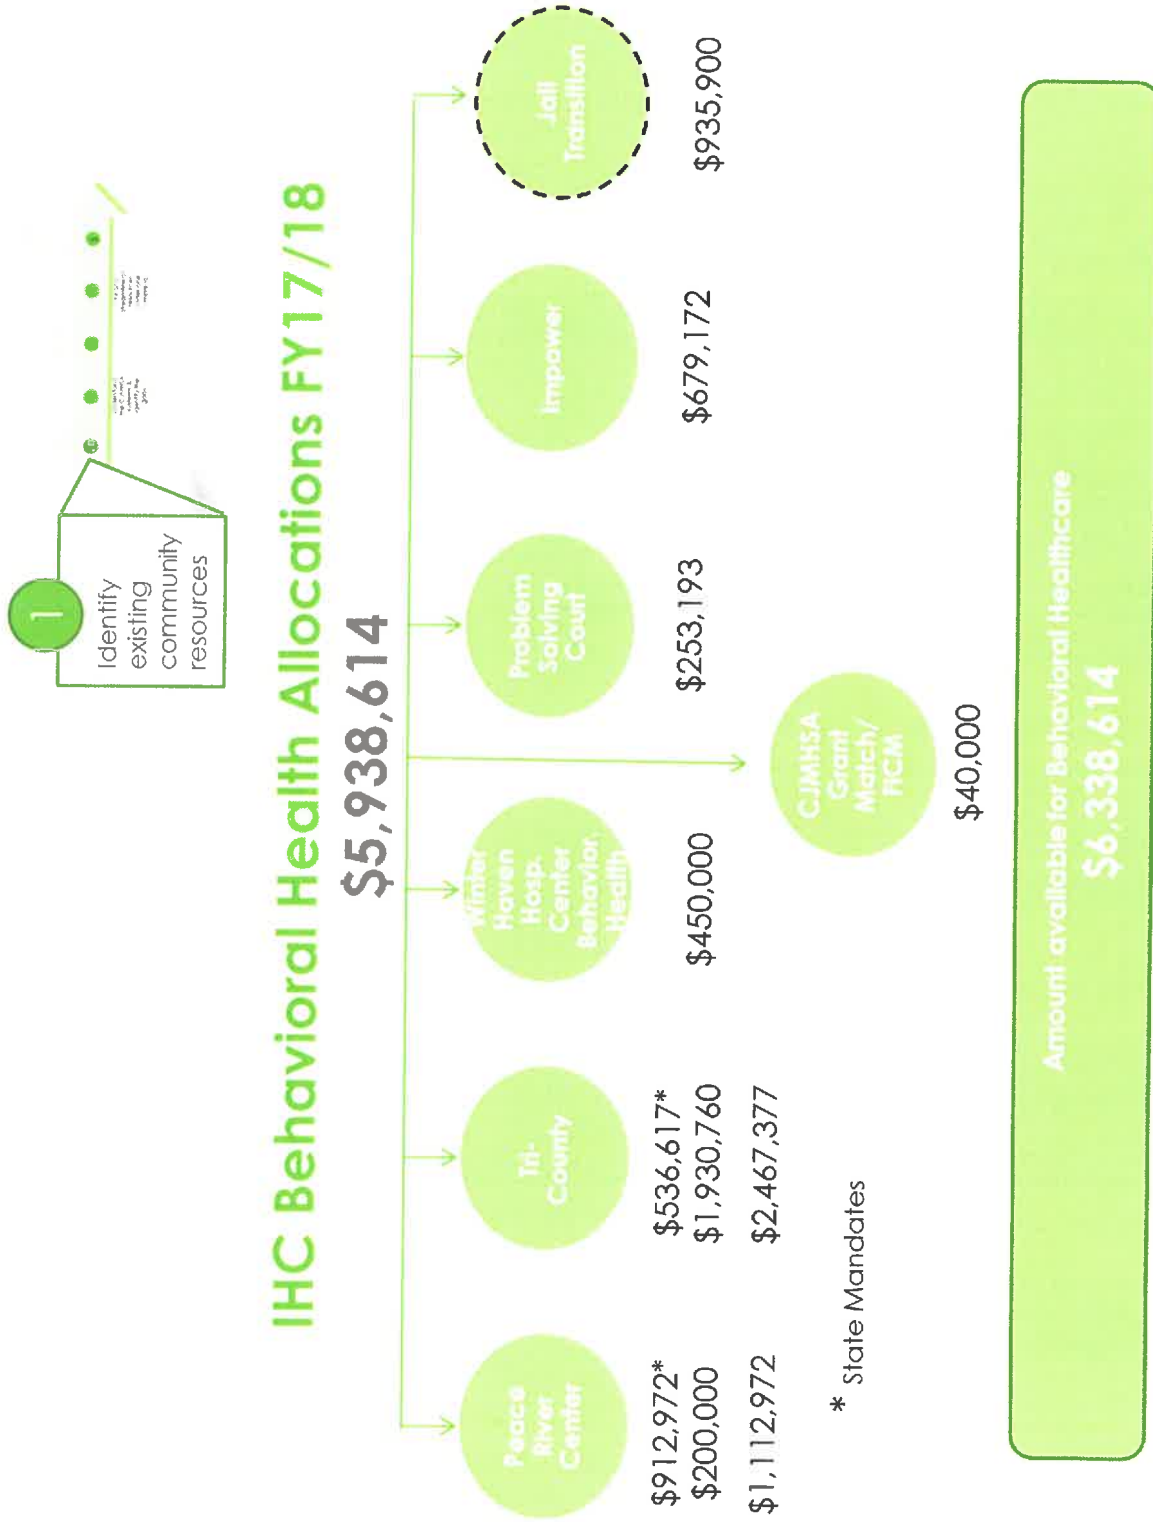 1
Identify
existing
community
resources
IHC Behavioral Health Allocations FY17/18
$5,938,614
Peace
River
Center
$912,972*
$200,000
$1,112,972
Tri-
County
$536,617*
$1,930,760
$2,467,377
Winter
Haven
Hosp.
Center
Behavior
Health
$450,000
CJMHSA
Grant
Match/
FICM
$40,000
Problem
Solving
Court
$253,193
Impower
$679,172
Jail
Transition
$935,900
* State Mandates
Amount available for Behavioral Healthcare
$6,338,614